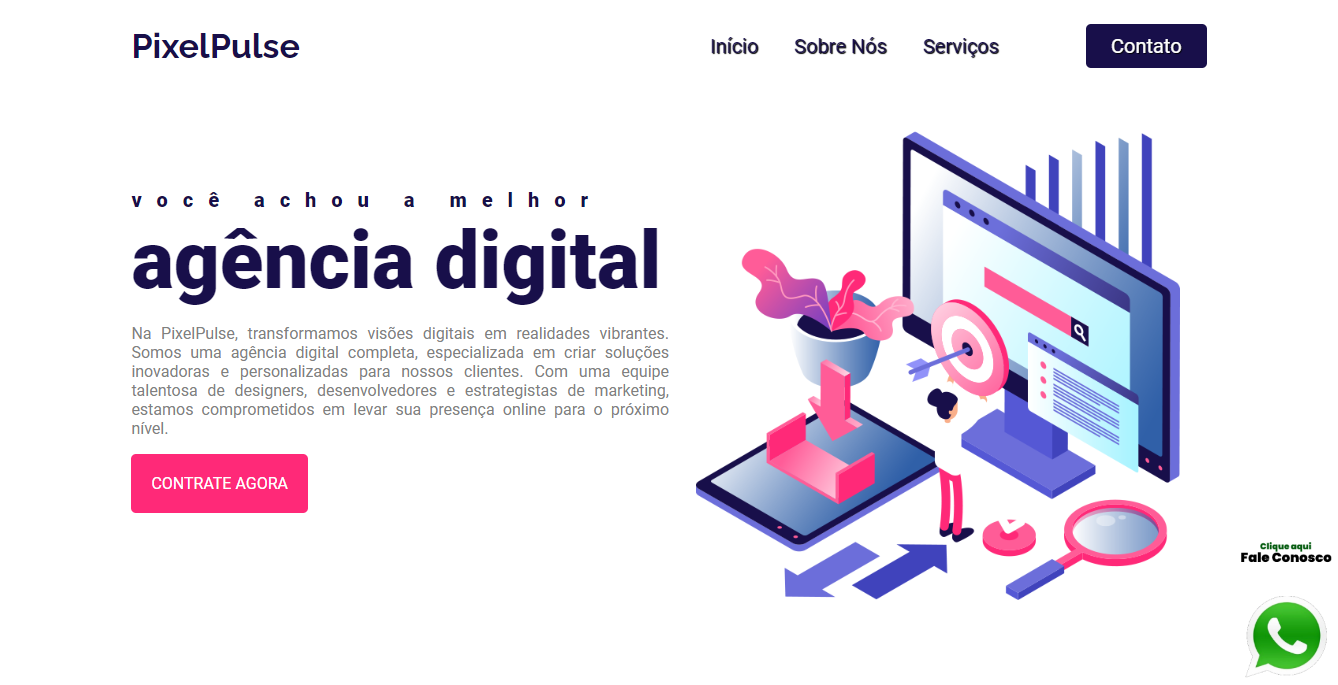 PixelPulse
Início
Sobre Nós
Serviços
Contato
você achou a melhor
agência digital
Na PixelPulse, transformamos visões digitais em realidades vibrantes.
Somos uma agência digital completa, especializada em criar soluções
inovadoras e personalizadas para nossos clientes. Com uma equipe
talentosa de designers, desenvolvedores e estrategistas de marketing,
estamos comprometidos em levar sua presença online para o próximo
nível.
CONTRATE AGORA
Clique aqui
Fale Conosco